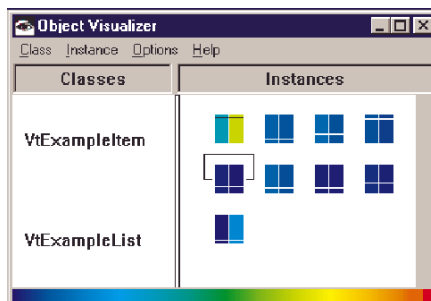 Object Visualizer
Class Instance Options Help
Classes Instances
VtExampleItem
VtExampleList